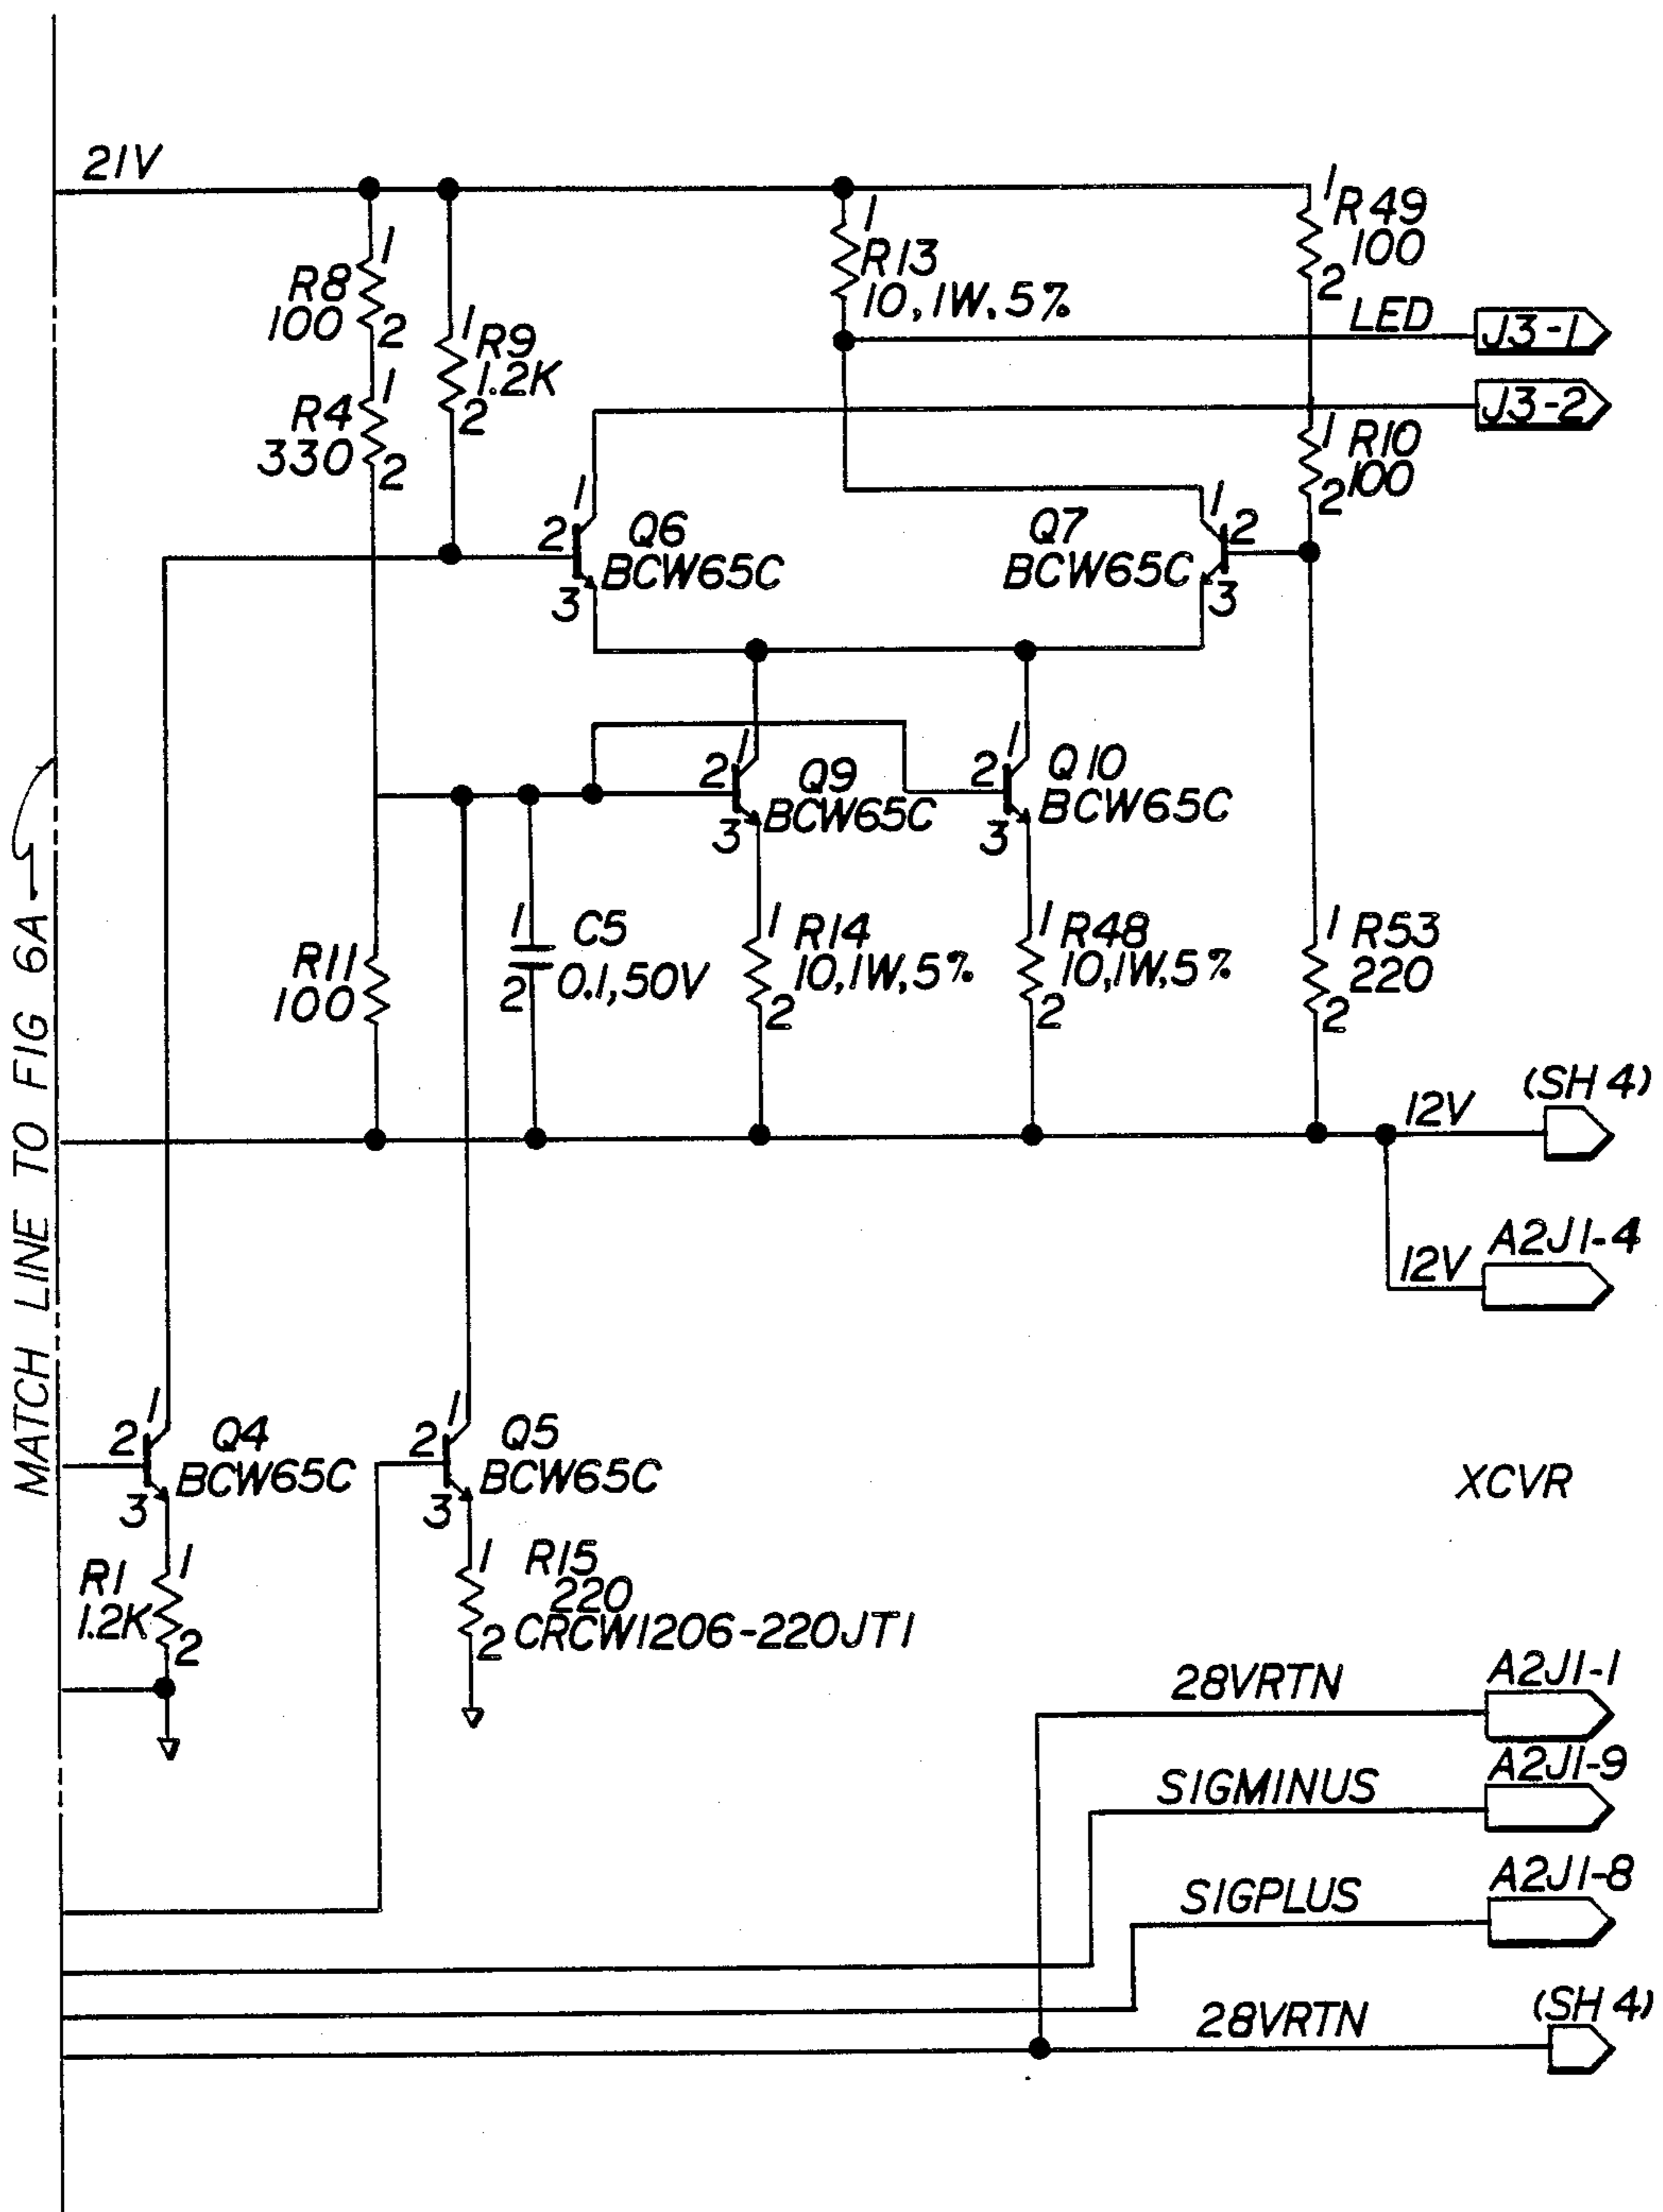 21V
1
R8
100
2
1
R4
330
2
1
R9
1.2K
2
1
R13
10,1W,5%
1
R49
100
2
LED
J3-1
J3-2
1
R10
100
2
1
2
Q6
BCW65C
3
Q7
BCW65C
1
2
3
1
2
Q9
BCW65C
3
1
2
Q10
BCW65C
3
MATCH LINE TO FIG 6A
R11
100
1
C5
0.1,50V
2
1
R14
10,1W,5%
2
1
R48
10,1W,5%
2
1
R53
220
2
12V
(SH 4)
12V
A2J1-4
1
2
Q4
BCW65C
3
1
2
Q5
BCW65C
3
XCVR
1
R1
1.2K
2
1
R15
220
CRCW1206-220JT1
2
28VRTN
A2J1-1
SIGMINUS
A2J1-9
SIGPLUS
A2J1-8
28VRTN
(SH 4)